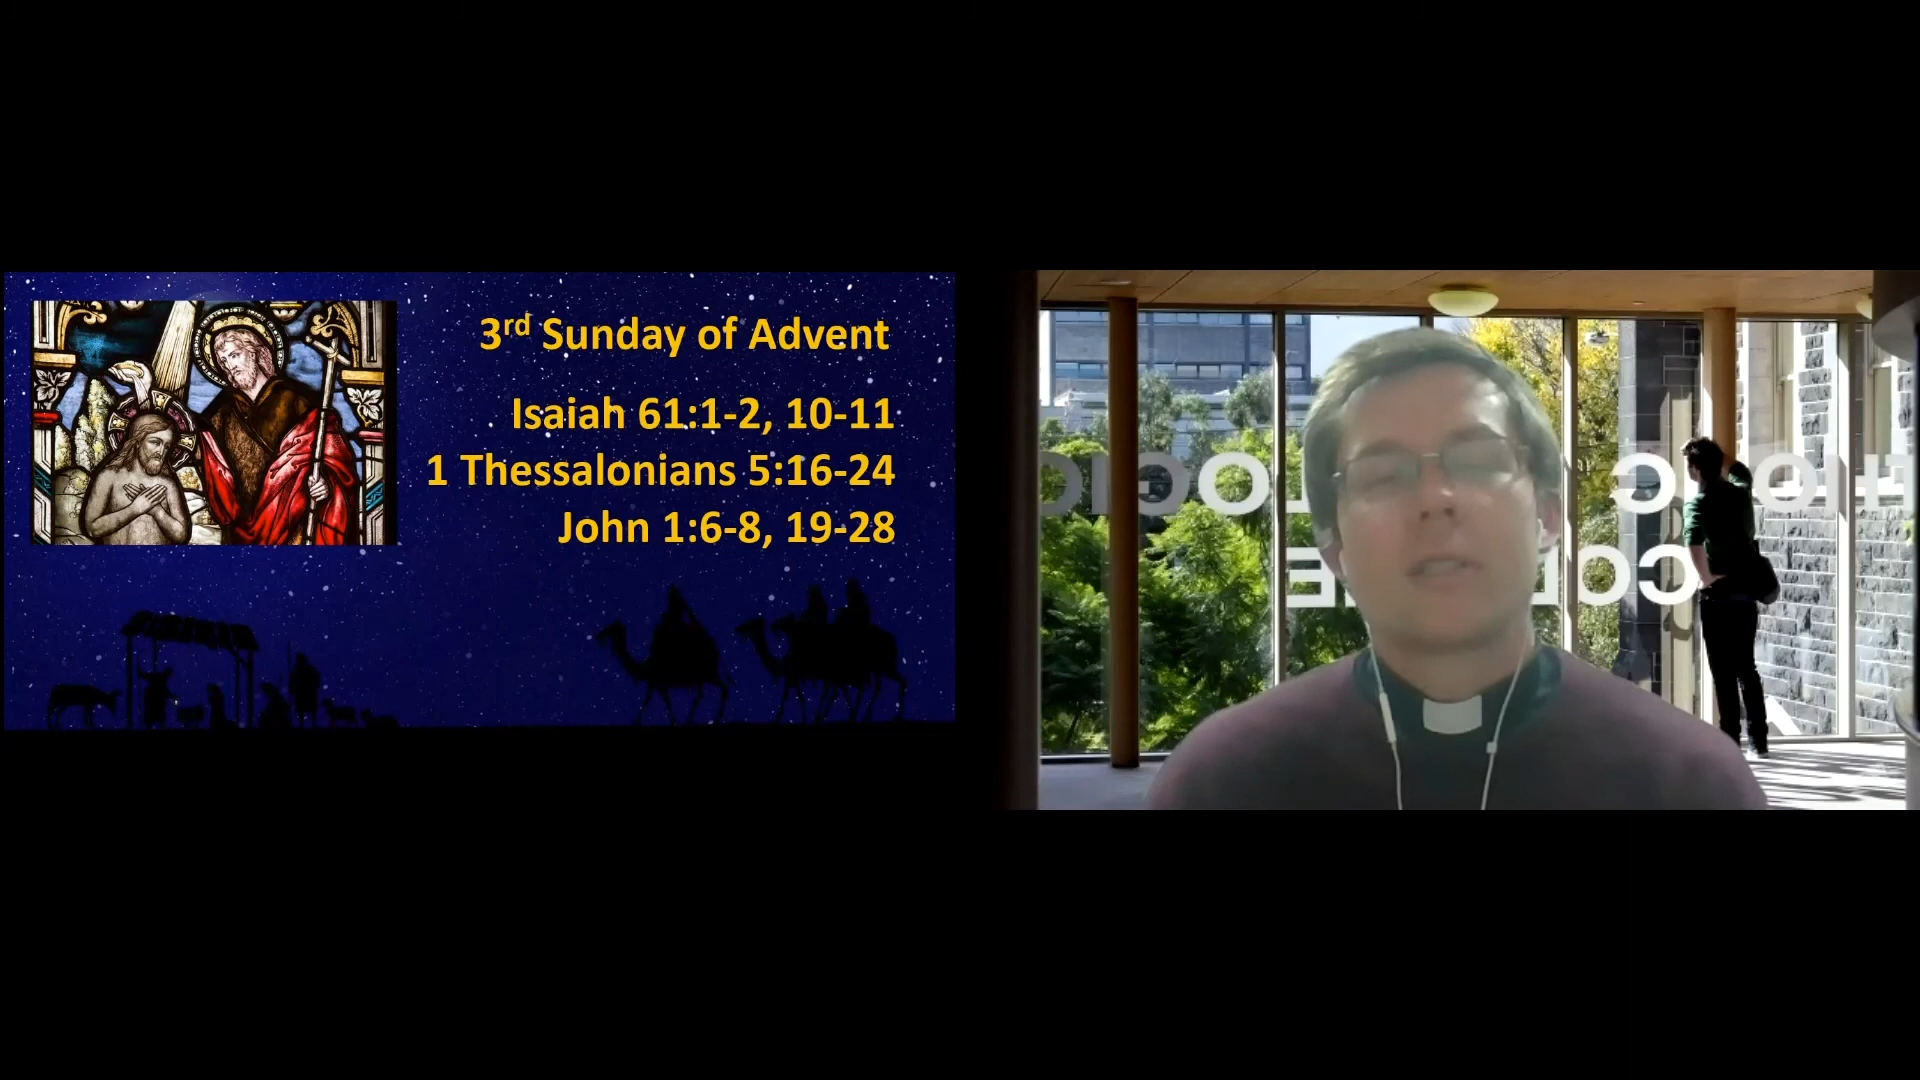 3rd Sunday of Advent
Isaiah 61:1-2, 10-11
1 Thessalonians 5:16-24
John 1:6-8, 19-28